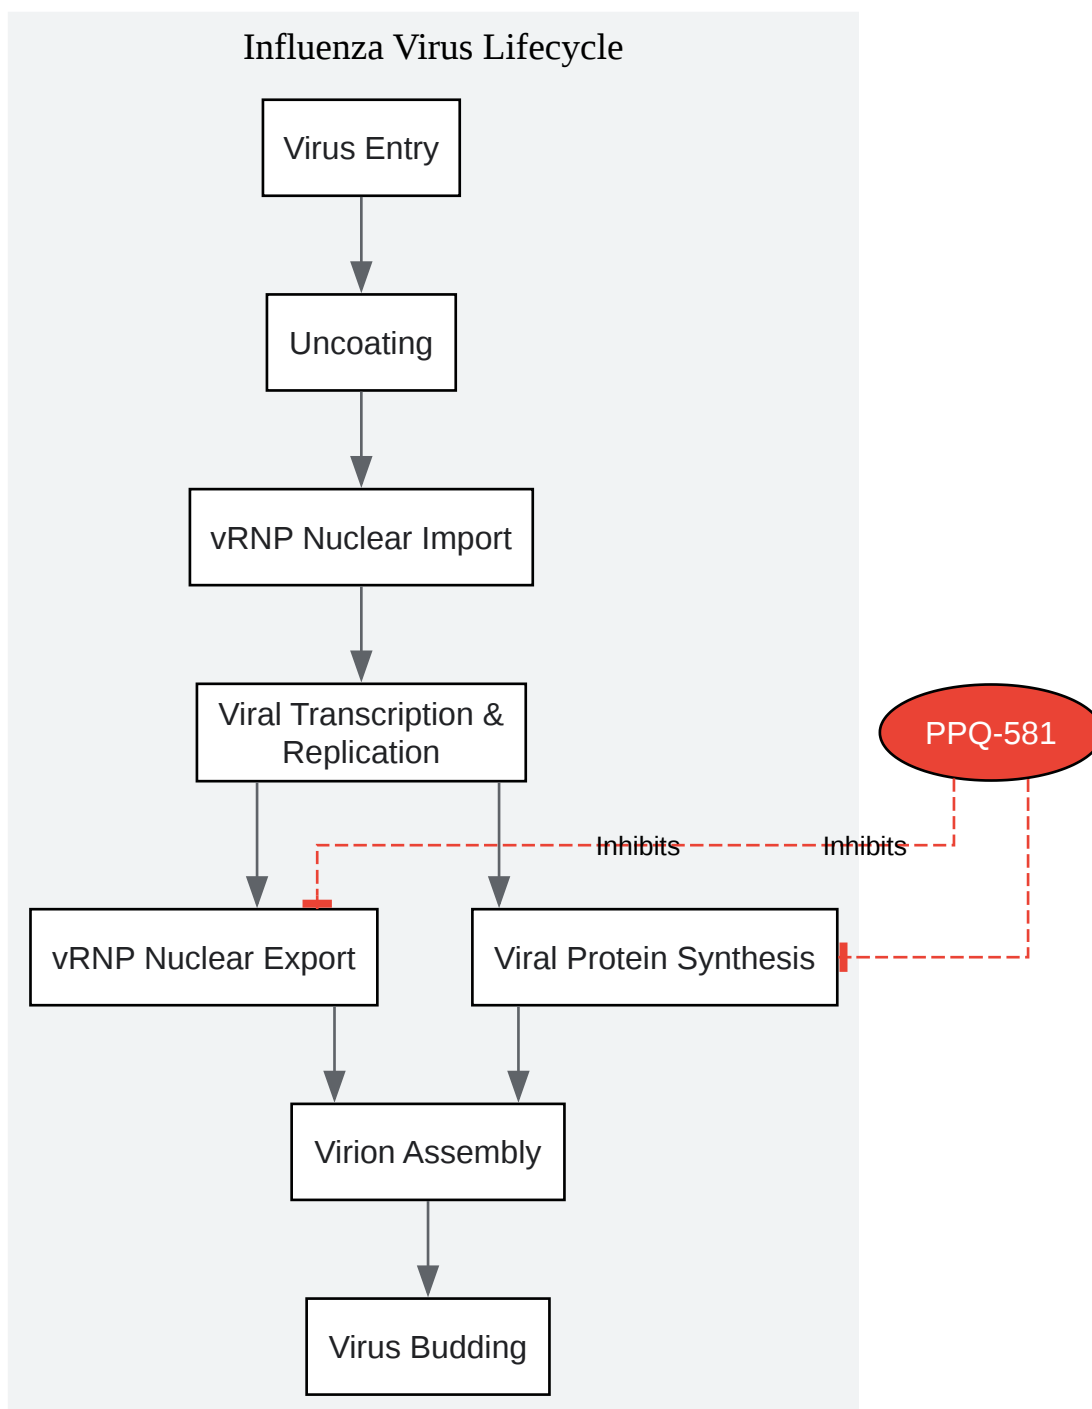 Influenza Virus Lifecycle
Virus Entry
Uncoating
vRNP Nuclear Import
Viral Transcription &
Replication
PPQ-581
Inhibits
Inhibits
vRNP Nuclear Export
Viral Protein Synthesis
Virion Assembly
Virus Budding